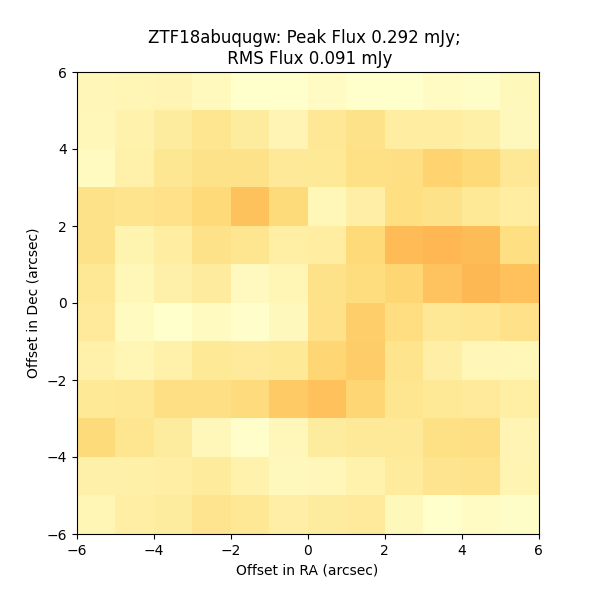 ZTF18abuqugw: Peak Flux 0.292 mJy;
RMS Flux 0.091 mJy
6
4
2
0
−2
−4
−6
Offset in Dec (arcsec)
−6 −4 −2 0 2 4 6
Offset in RA (arcsec)